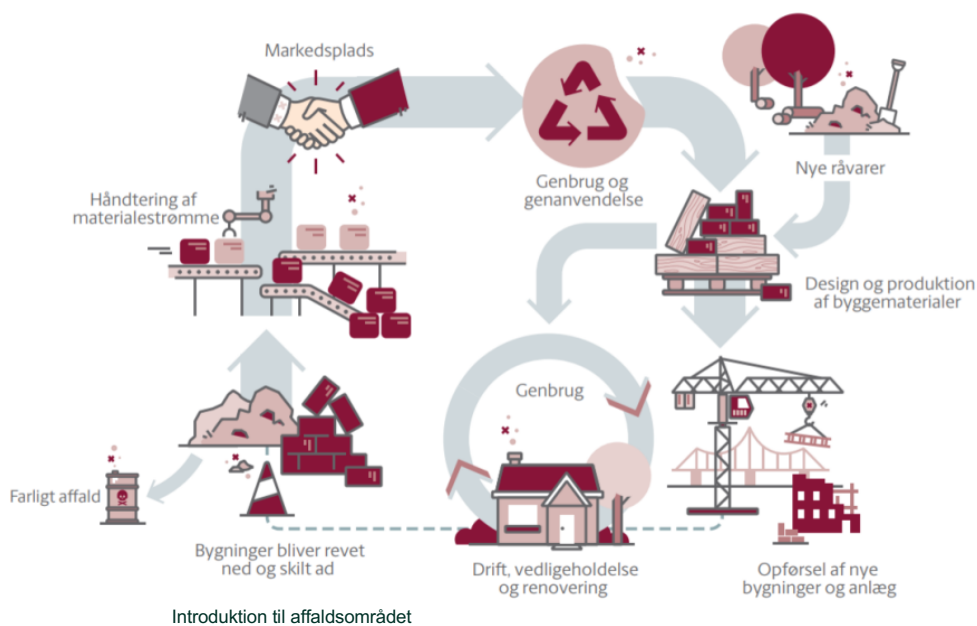 Markedsplads
Genbrug og
genanvendelse
Nye råvarer
Håndtering af
materialestrømme
Design og produktion
af byggematerialer
Genbrug
Farligt affald
Bygninger bliver revet
ned og skilt ad
Drift, vedligeholdelse
og renovering
Opførsel af nye
bygninger og anlæg
Introduktion til affaldsområdet